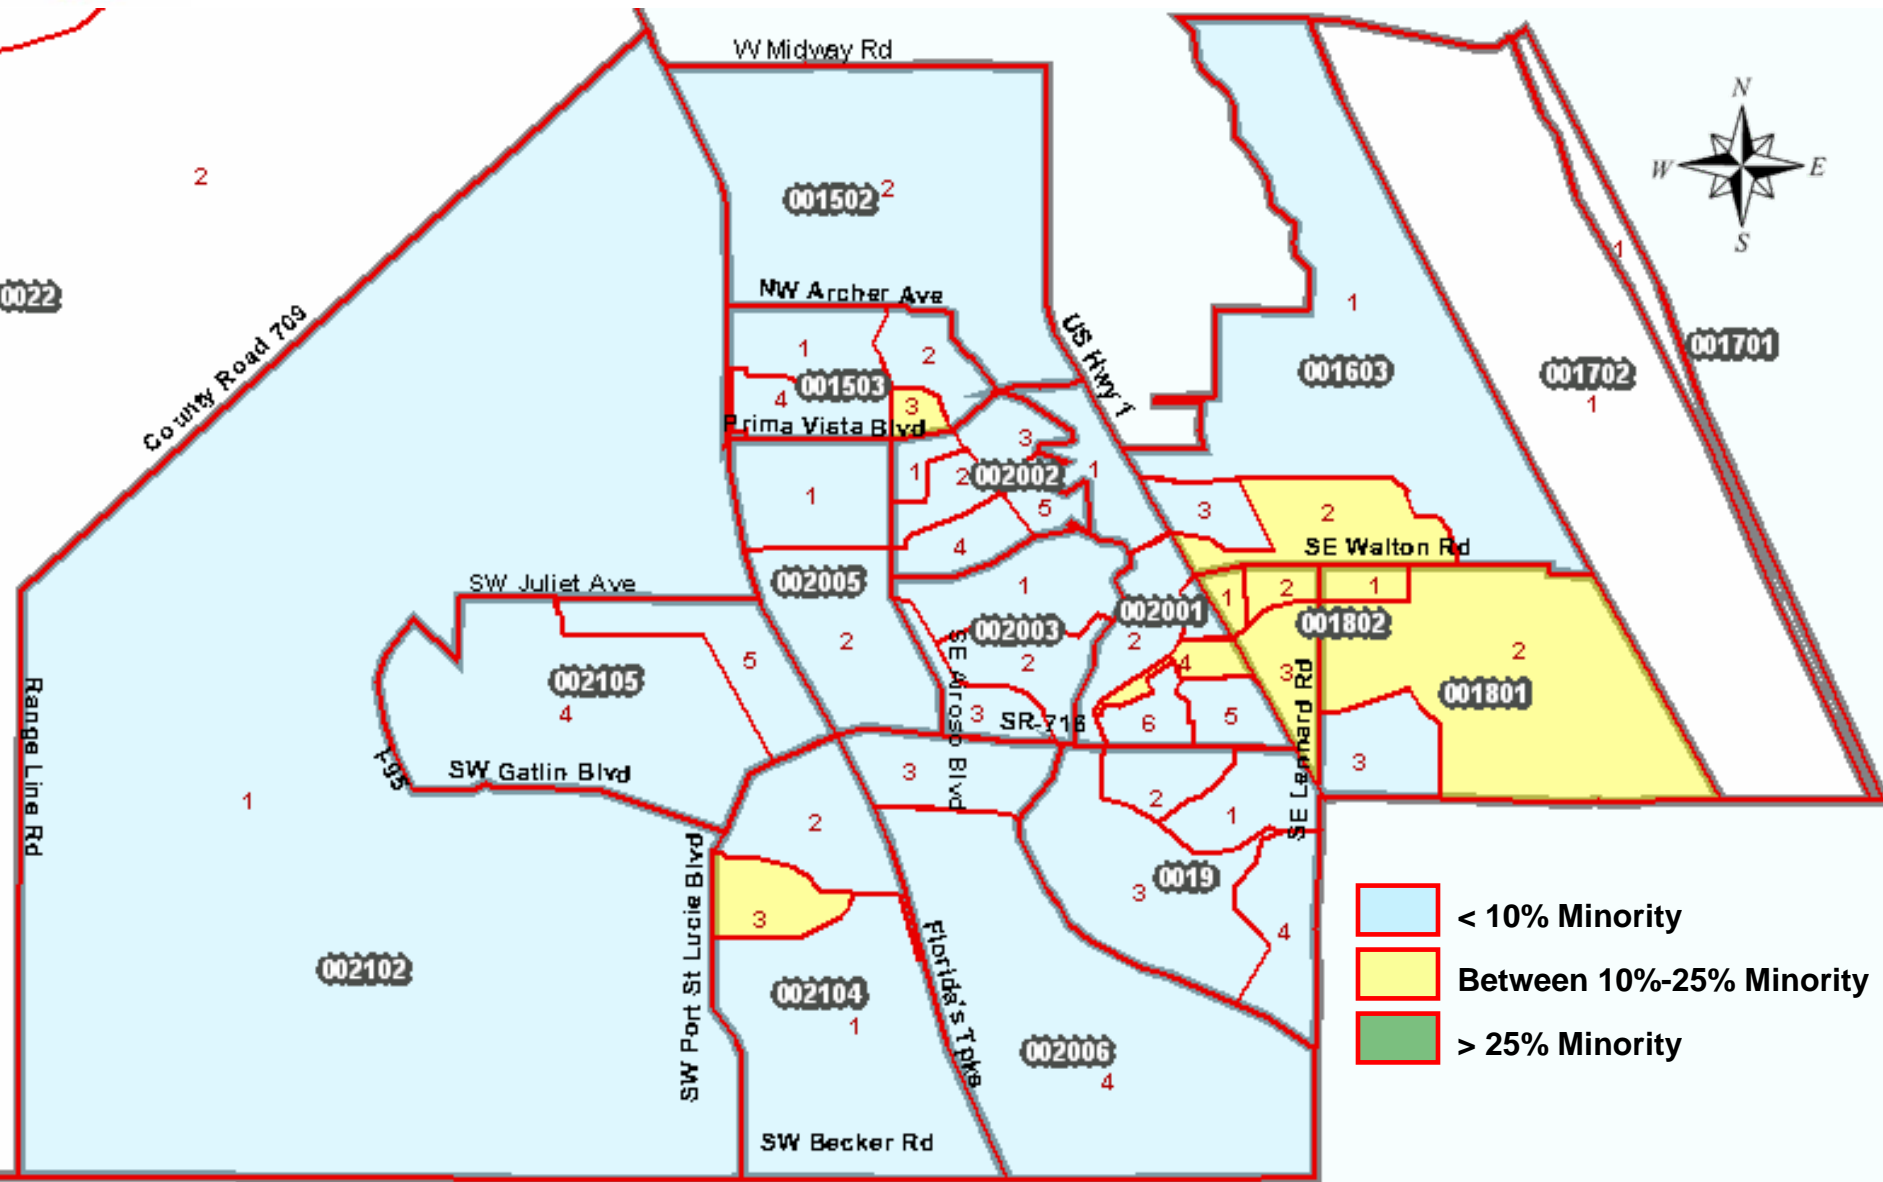 W Midway Rd
N
W
E
S
2
001502
2
1
0022
NW Archer Ave
1
County Road 709
US Hwy 1
001701
1
2
001603
001702
001503
4
3
1
Prima Vista Blvd
3
1
2
002002
1
1
5
3
2
4
SE Walton Rd
SW Juliet Ave
002005
1
1
2
1
002001
001802
2
002003
2
5
2
4
3
2
002105
001801
4
SE Airoso Blvd
3
SR-716
6
5
Range Line Rd
I-95
SW Gatlin Blvd
3
3
SE Lennard Rd
1
2
2
1
SW Port St Lucie Blvd
0019
3
3
4
< 10% Minority
Florida's Tpke
002102
Between 10%-25% Minority
002104
1
> 25% Minority
002006
4
SW Becker Rd